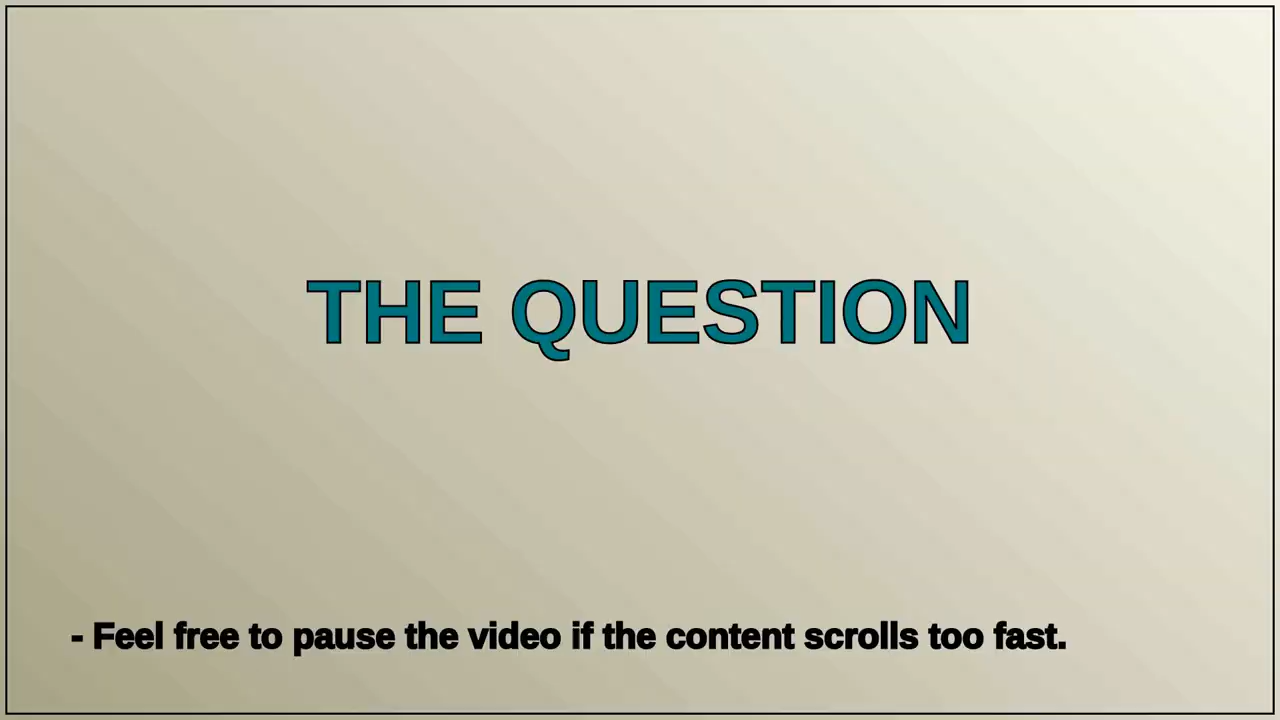 THE QUESTION
- Feel free to pause the video if the content scrolls too fast.